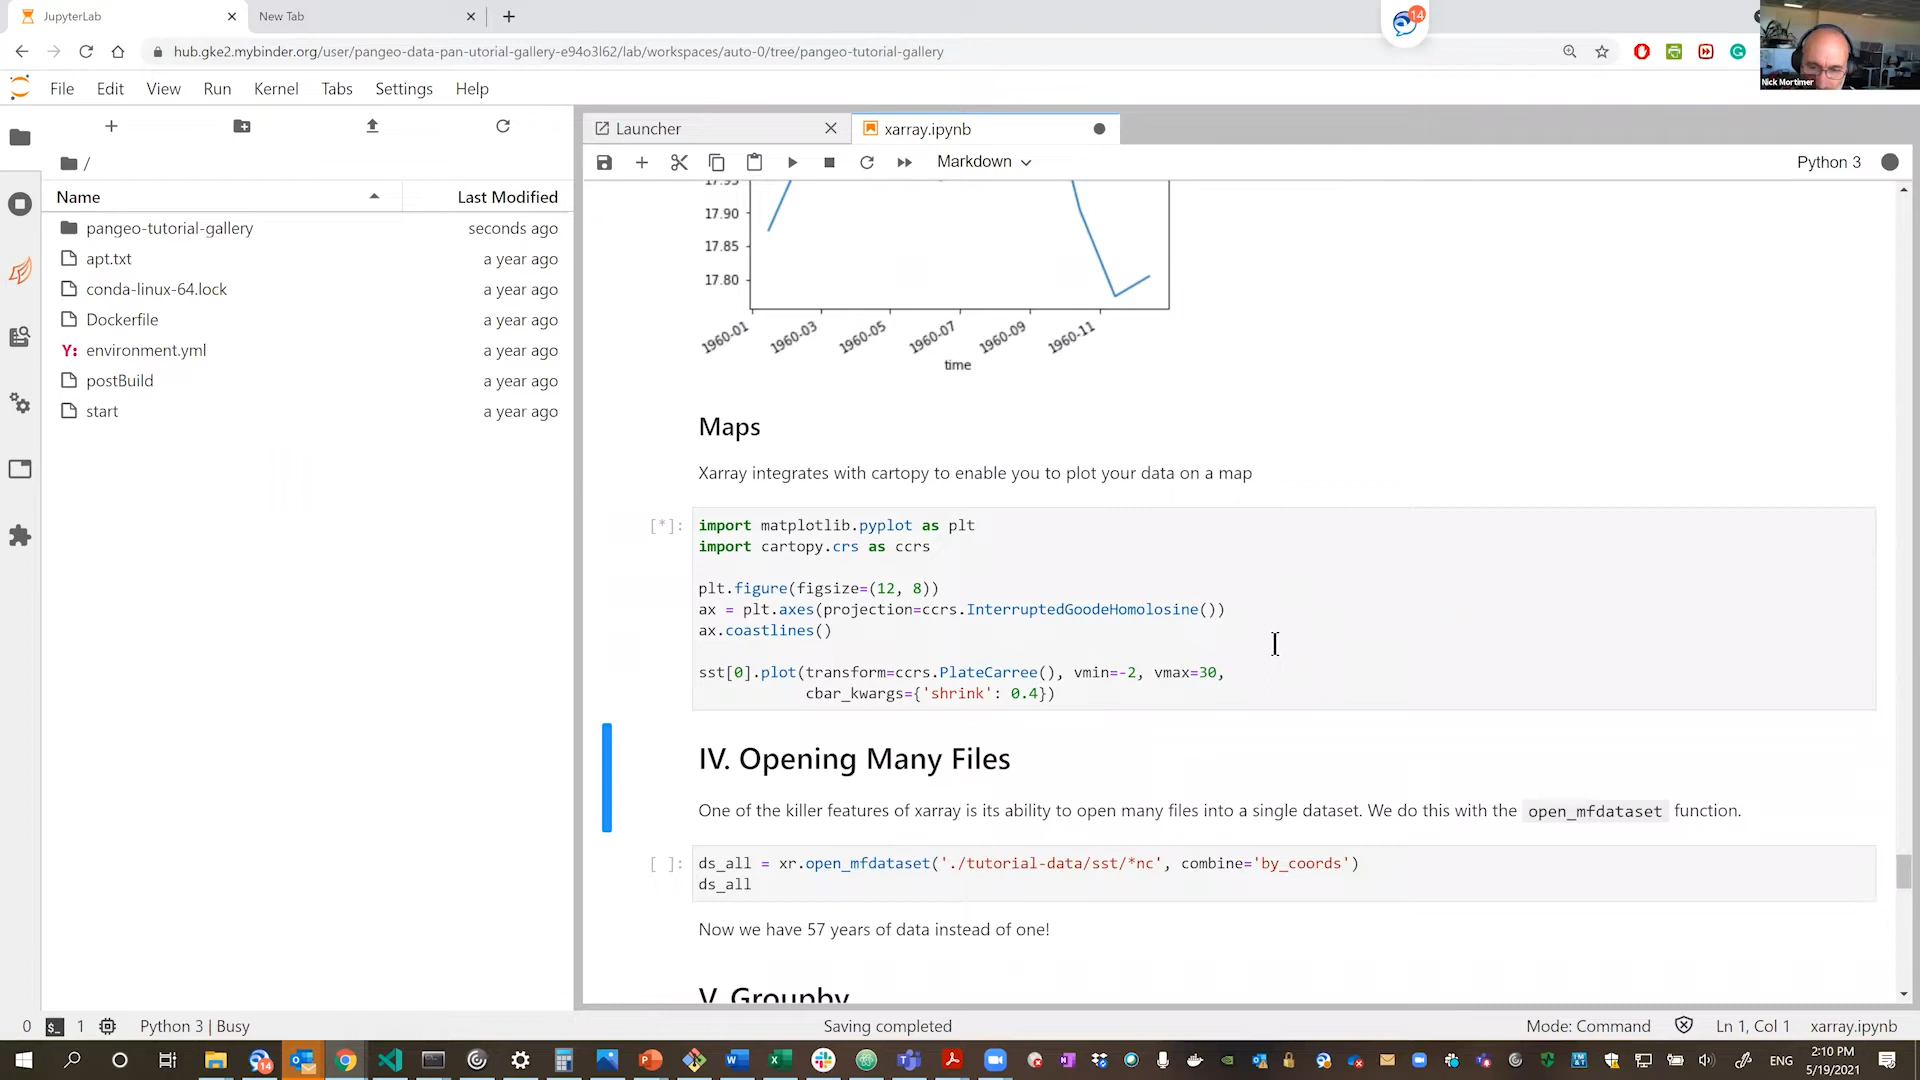 JupyterLab
New Tab
14
hub.gke2.mybinder.org/user/pangeo-data-pan-utorial-gallery-e94o3l62/lab/workspaces/auto-0/tree/pangeo-tutorial-gallery
Nick Mortimer
File Edit View Run Kernel Tabs Settings Help
Launcher
xarray.ipynb
Markdown
Python 3
/
Name Last Modified
pangeo-tutorial-gallery seconds ago
apt.txt a year ago
conda-linux-64.lock a year ago
Dockerfile a year ago
Y: environment.yml a year ago
postBuild a year ago
start a year ago
17.95
17.90
17.85
17.80
1960-01 1960-03 1960-05 1960-07 1960-09 1960-11
time
Maps
Xarray integrates with cartopy to enable you to plot your data on a map
[*]: import matplotlib.pyplot as plt
import cartopy.crs as ccrs
plt.figure(figsize=(12, 8))
ax = plt.axes(projection=ccrs.InterruptedGoodeHomolosine())
ax.coastlines()
sst[0].plot(transform=ccrs.PlateCarree(), vmin=-2, vmax=30,
cbar_kwargs={'shrink': 0.4})
IV. Opening Many Files
One of the killer features of xarray is its ability to open many files into a single dataset. We do this with the open_mfdataset function.
[ ]: ds_all = xr.open_mfdataset('./tutorial-data/sst/*nc', combine='by_coords')
ds_all
Now we have 57 years of data instead of one!
V. Groupby
0 1 Python 3 | Busy Saving completed Mode: Command Ln 1, Col 1 xarray.ipynb
14
ENG
2:10 PM
5/19/2021